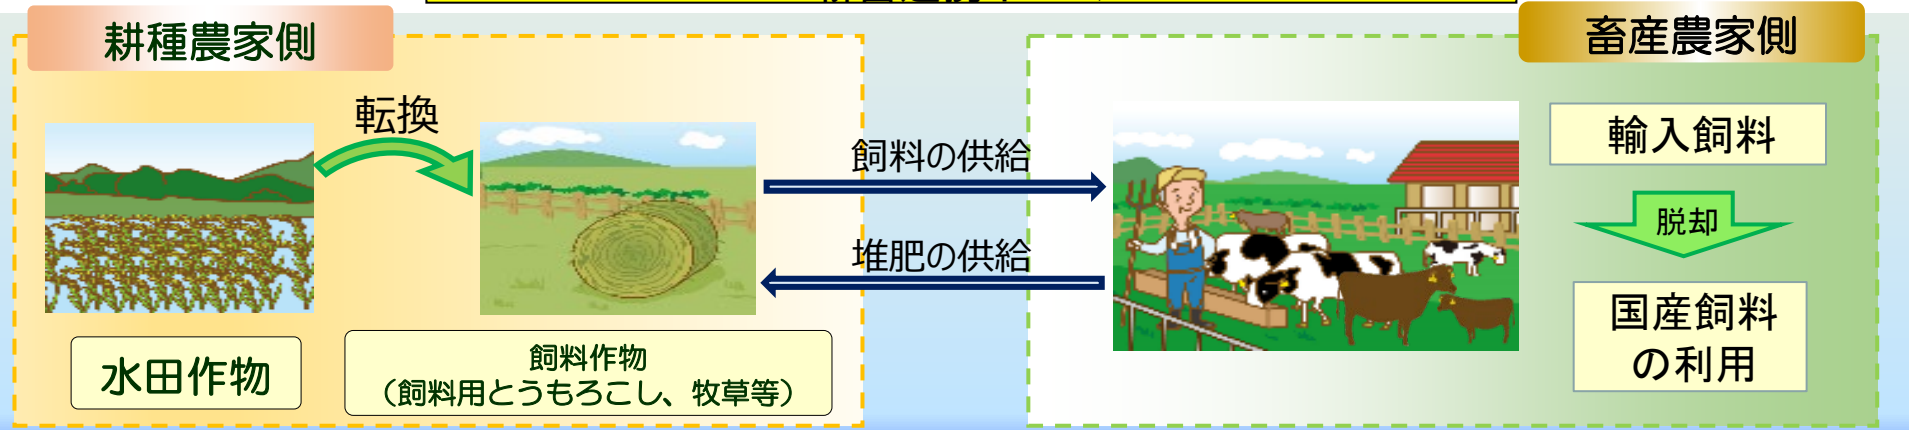 耕種農家側
畜産農家側
転換
水田作物
飼料作物
（飼料用とうもろこし、牧草等）
飼料の供給
堆肥の供給
輸入飼料
脱却
国産飼料
の利用